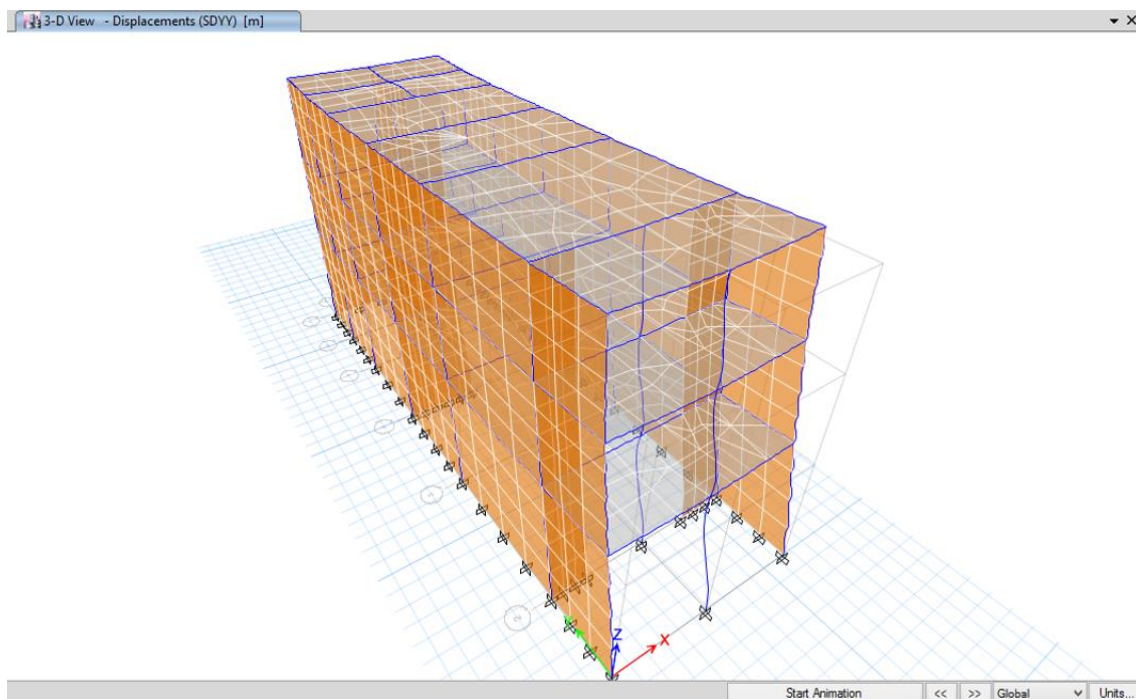 3-D View - Displacements (SDYY) [m]
Z
X
Start Animation
<<
>>
Global
Units...